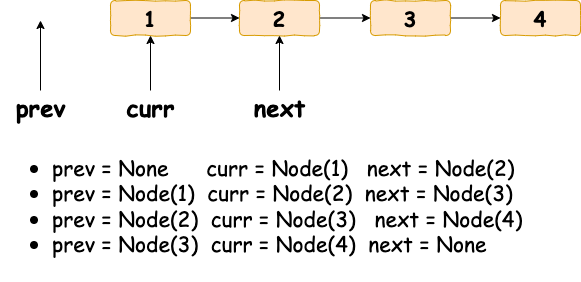 1 2 3 4
prev curr next
• prev = None curr = Node(1) next = Node(2)
• prev = Node(1) curr = Node(2) next = Node(3)
• prev = Node(2) curr = Node(3) next = Node(4)
• prev = Node(3) curr = Node(4) next = None